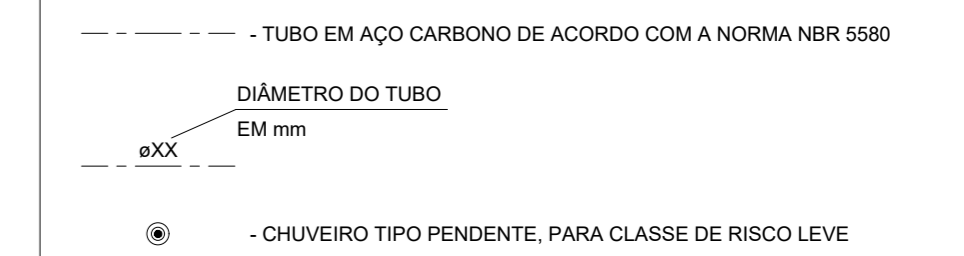 - TUBO EM AÇO CARBONO DE ACORDO COM A NORMA NBR 5580
DIÂMETRO DO TUBO
EM mm
øXX
- CHUVEIRO TIPO PENDENTE, PARA CLASSE DE RISCO LEVE